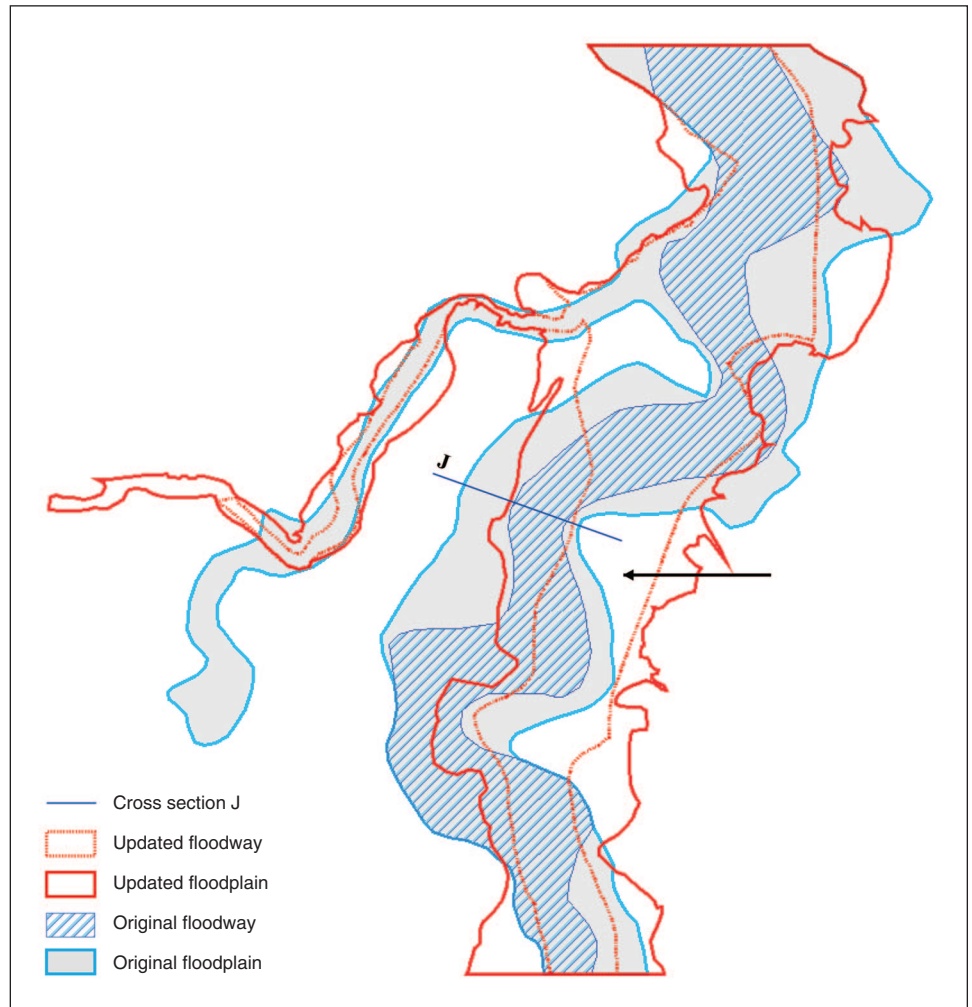 J
Cross section J
Updated floodway
Updated floodplain
Original floodway
Original floodplain